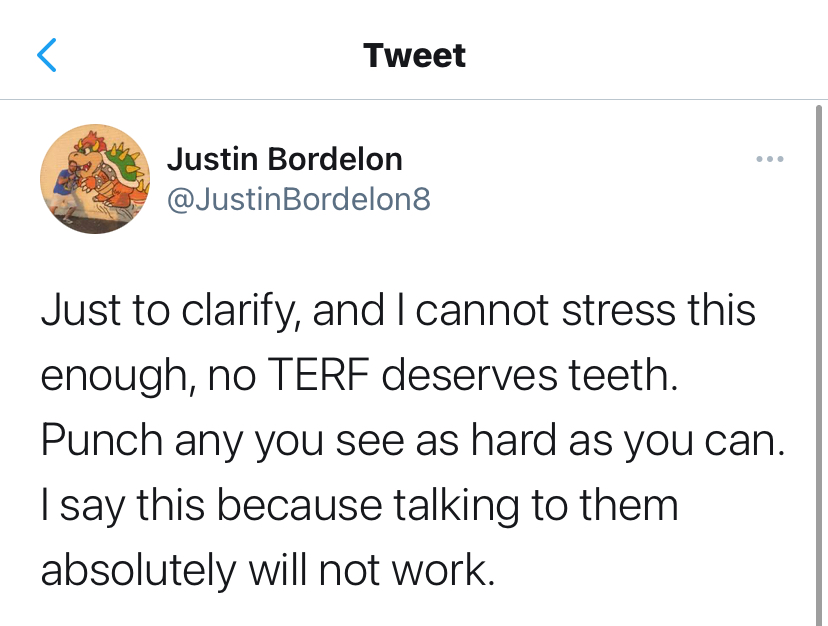 Tweet
Justin Bordelon
@JustinBordelon8
Just to clarify, and I cannot stress this
enough, no TERF deserves teeth.
Punch any you see as hard as you can.
I say this because talking to them
absolutely will not work.